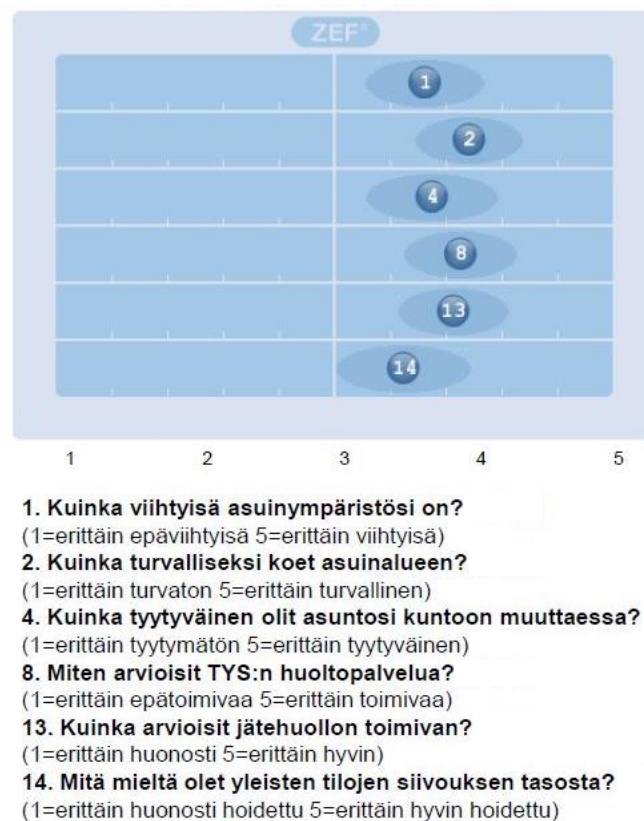 ZEF®
1
2
4
8
13
14
1 2 3 4 5
1. Kuinka viihtyisä asuinympäristösi on?
(1=erittäin epäviihtyisä 5=erittäin viihtyisä)
2. Kuinka turvalliseksi koet asuinalueen?
(1=erittäin turvaton 5=erittäin turvallinen)
4. Kuinka tyytyväinen olit asuntosi kuntoon muuttaessa?
(1=erittäin tyytymätön 5=erittäin tyytyväinen)
8. Miten arvioisit TYS:n huoltopalvelua?
(1=erittäin epätoimivaa 5=erittäin toimivaa)
13. Kuinka arvioisit jätehuollon toimivan?
(1=erittäin huonosti 5=erittäin hyvin)
14. Mitä mieltä olet yleisten tilojen siivouksen tasosta?
(1=erittäin huonosti hoidettu 5=erittäin hyvin hoidettu)